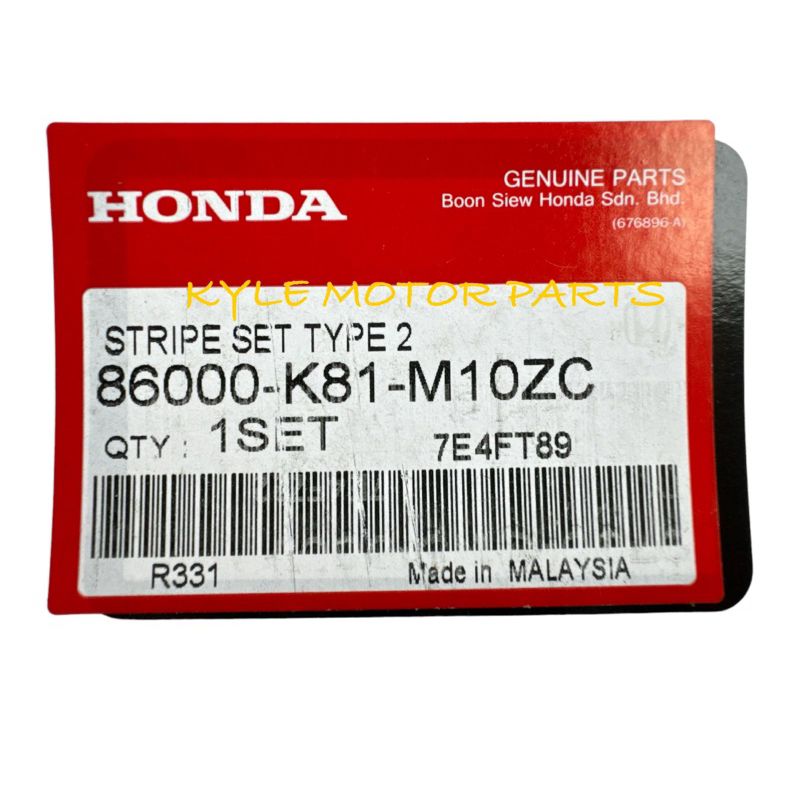 HONDA
GENUINE PARTS
Boon Siew Honda Sdn. Bhd.
(676896-A)
KYLE MOTOR PARTS
STRIPE SET TYPE 2
86000-K81-M10ZC
QTY : 1SET 7E4FT89
R331 Made in MALAYSIA